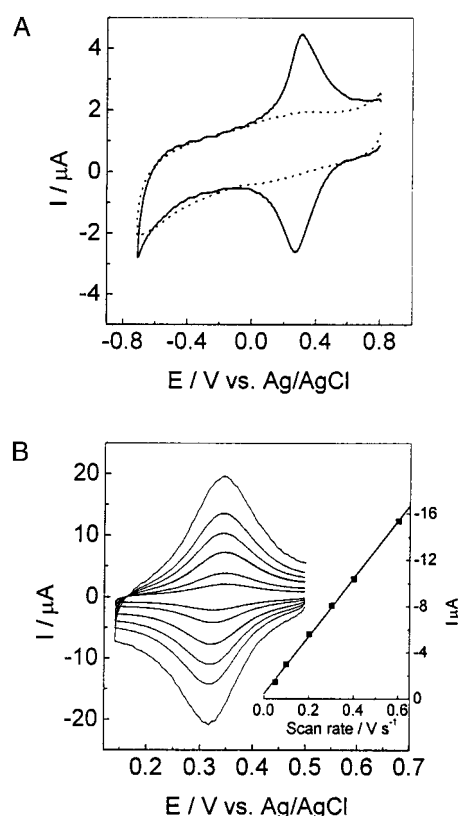 A
4
2
0
-2
-4
I / μA
-0.8 -0.4 0.0 0.4 0.8
E / V vs. Ag/AgCl
B
20
10
0
-10
-20
I / μA
0.2 0.3 0.4 0.5 0.6 0.7
E / V vs. Ag/AgCl
-16
-12
-8
-4
0
I μA
0.0 0.2 0.4 0.6
Scan rate / V s⁻¹